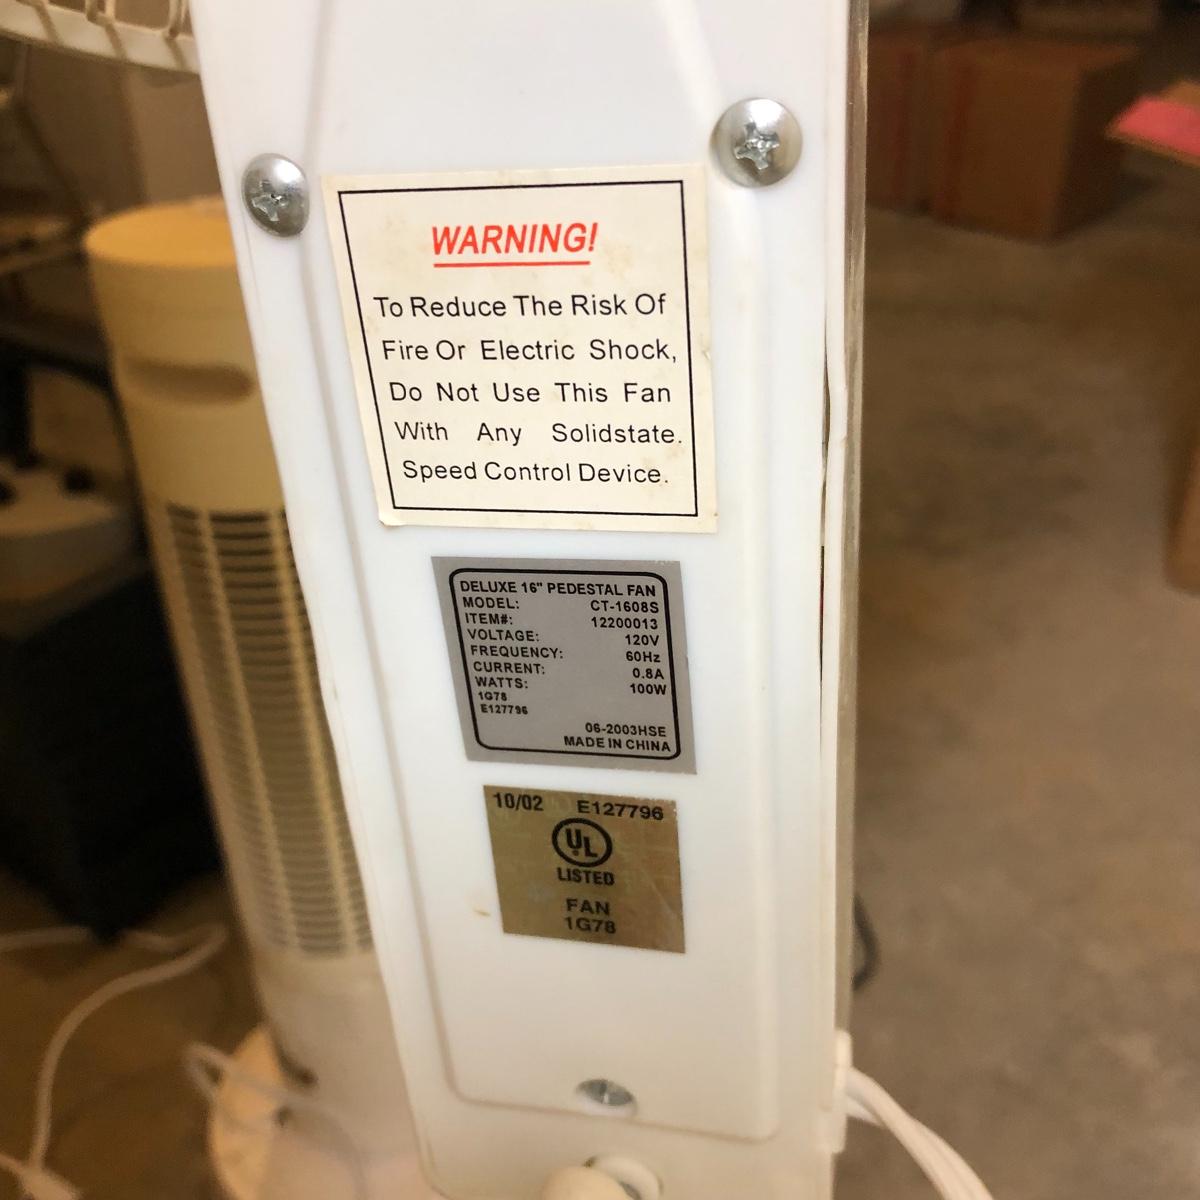 WARNING!
To Reduce The Risk Of
Fire Or Electric Shock,
Do Not Use This Fan
With Any Solidstate.
Speed Control Device.
DELUXE 16" PEDESTAL FAN
MODEL: CT-1608S
ITEM#: 12200013
VOLTAGE: 120V
FREQUENCY: 60Hz
CURRENT: 0.8A
WATTS: 100W
1G78
E127796
06-2003HSE
MADE IN CHINA
10/02 E127796
UL
LISTED
FAN
1G78